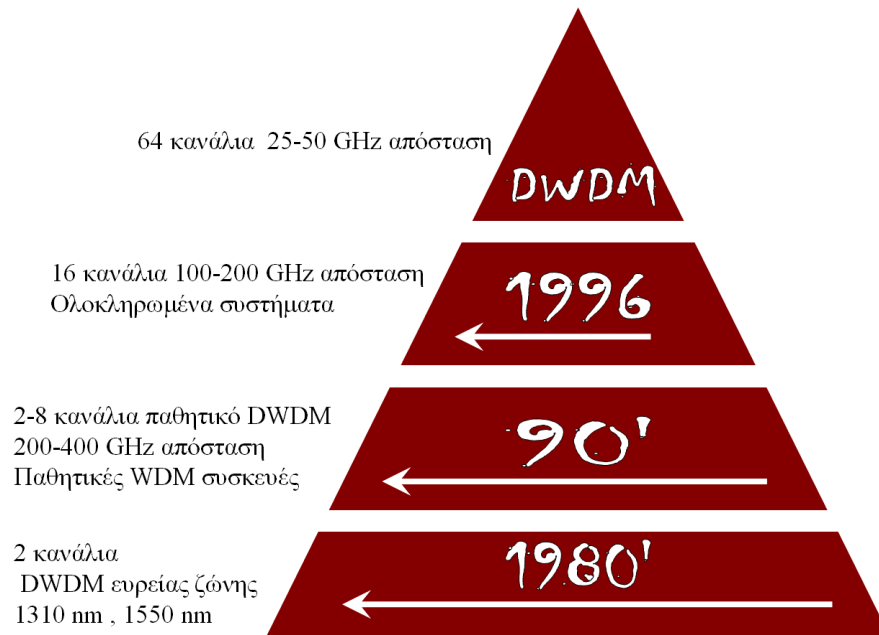 64 κανάλια 25-50 GHz απόσταση
DWDM
16 κανάλια 100-200 GHz απόσταση
Ολοκληρωμένα συστήματα
1996
2-8 κανάλια παθητικό DWDM
200-400 GHz απόσταση
Παθητικές WDM συσκευές
90'
2 κανάλια
DWDM ευρείας ζώνης
1310 nm , 1550 nm
1980'